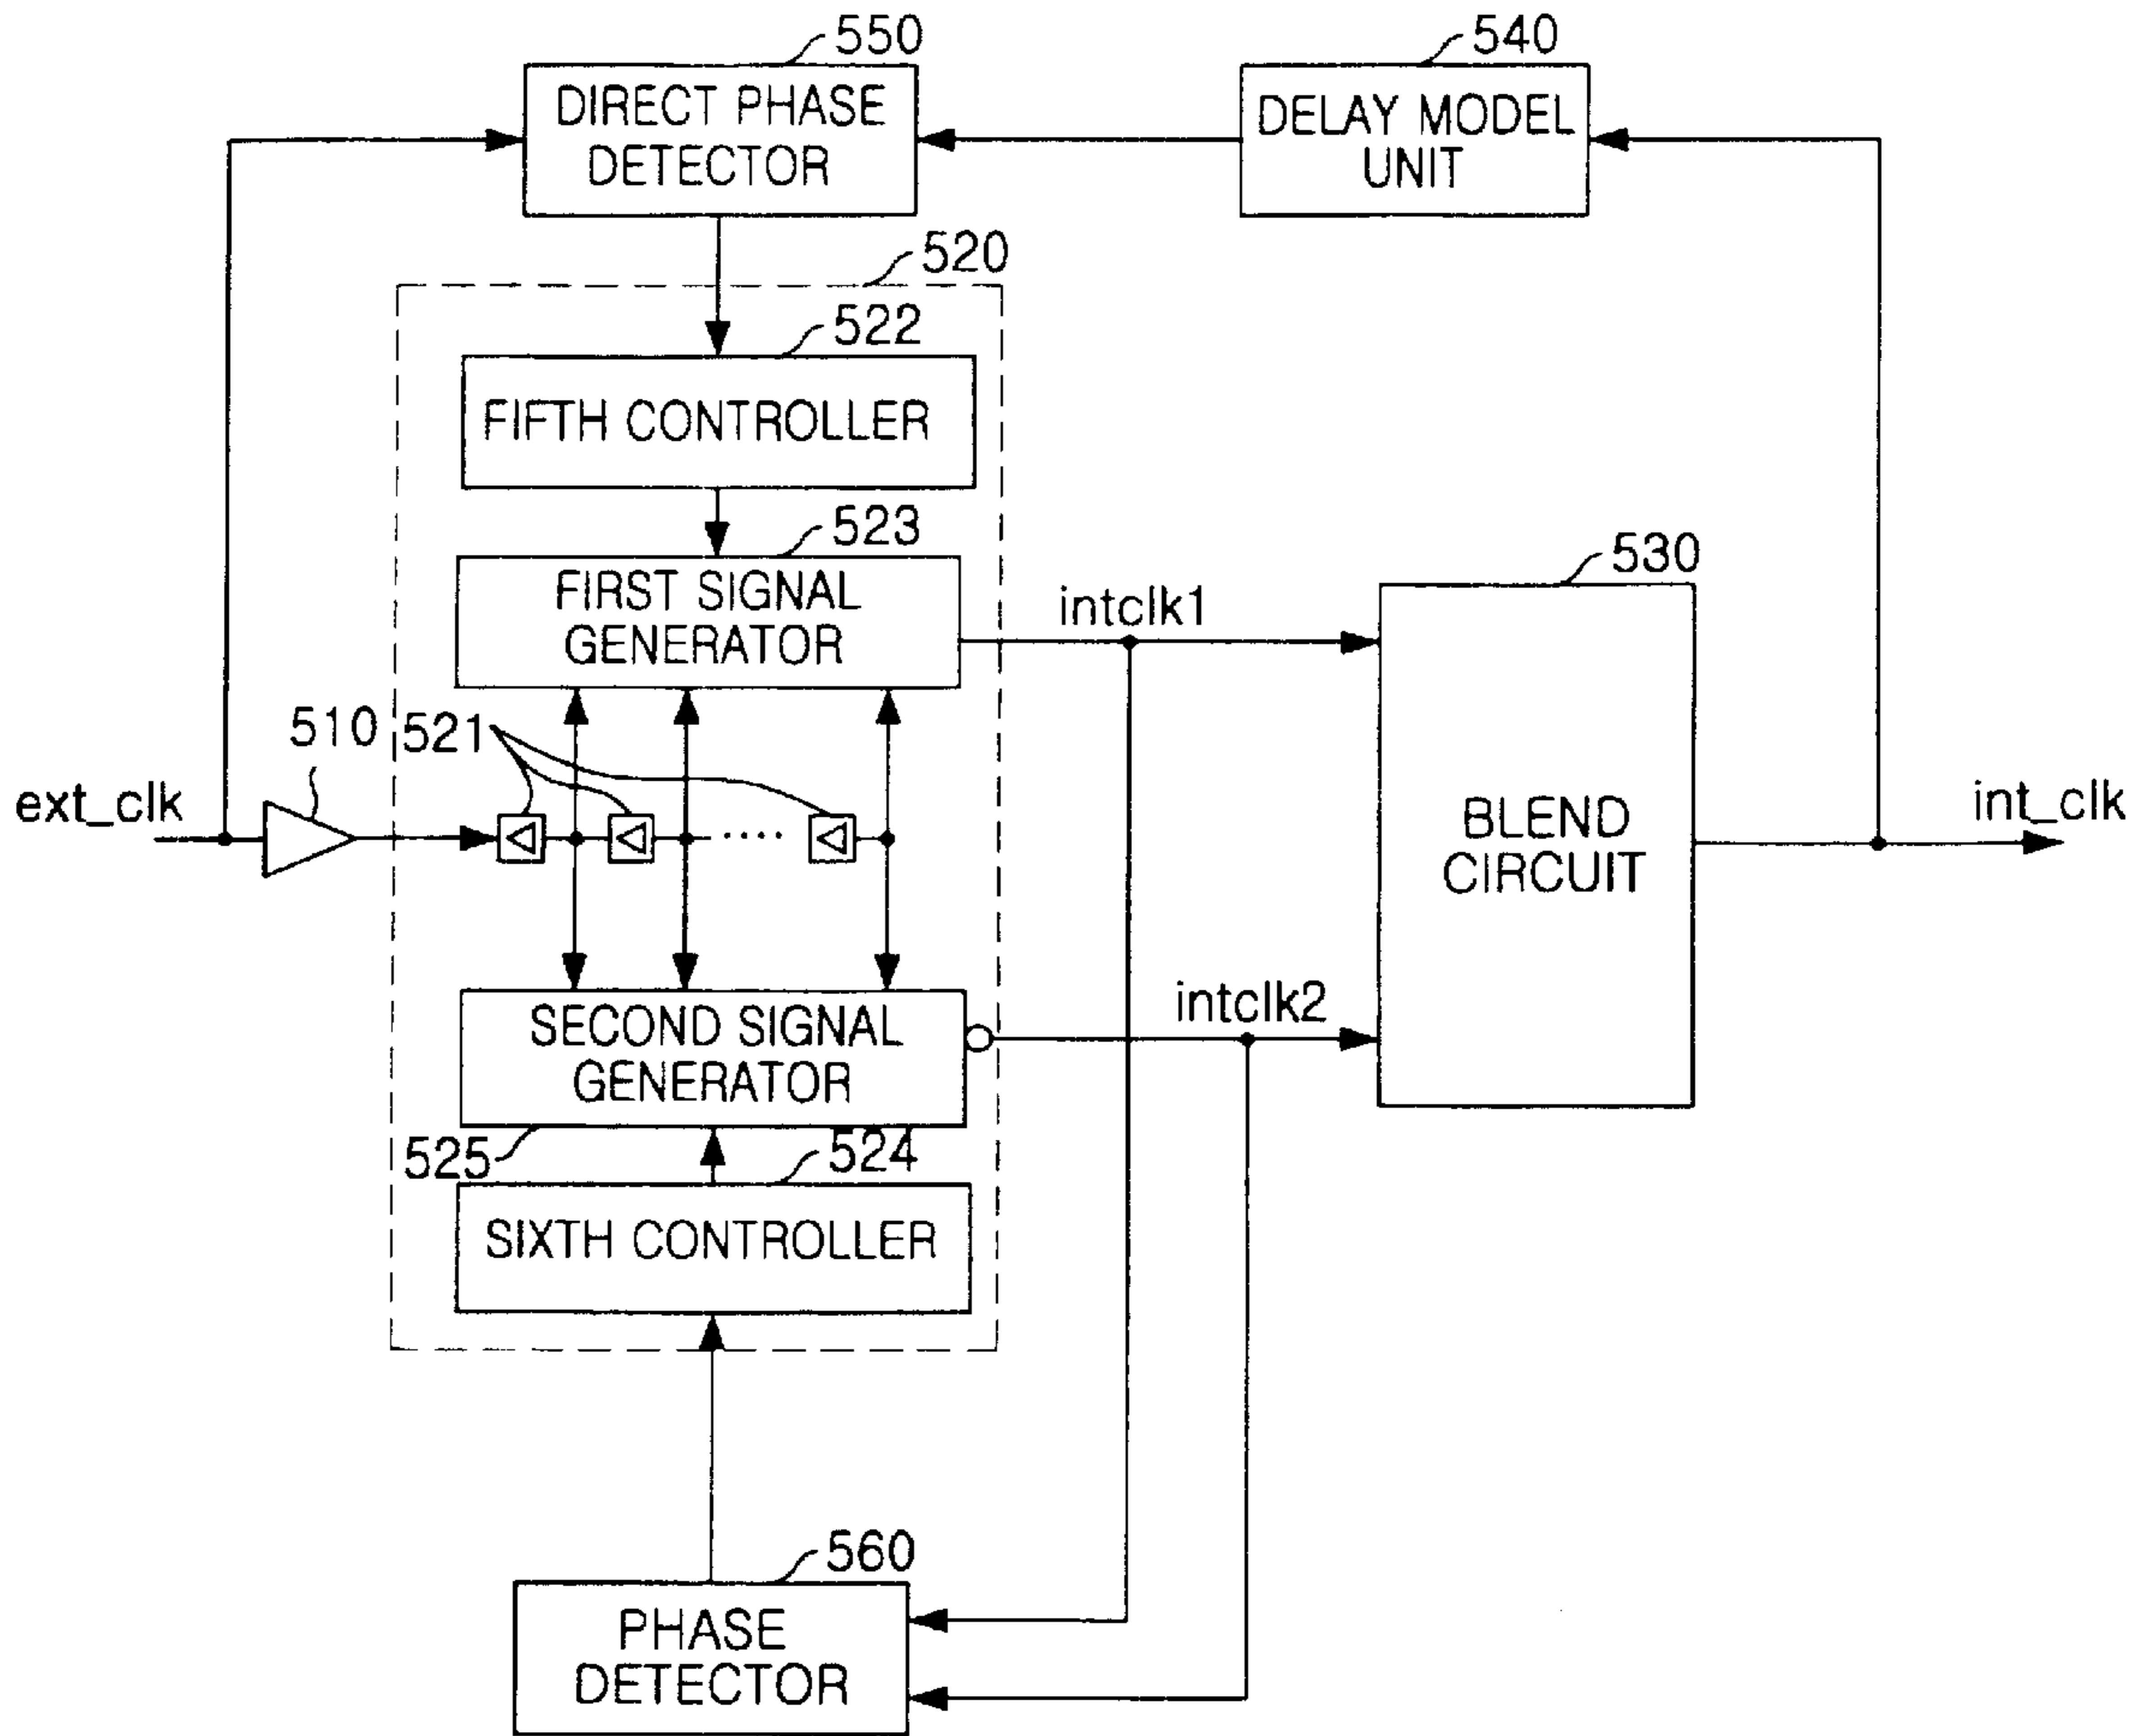 550
DIRECT PHASE
DETECTOR
540
DELAY MODEL
UNIT
520
522
FIFTH CONTROLLER
523
FIRST SIGNAL
GENERATOR
intclk1
530
BLEND
CIRCUIT
510
521
ext_clk
int_clk
....
SECOND SIGNAL
GENERATOR
intclk2
525
524
SIXTH CONTROLLER
560
PHASE
DETECTOR